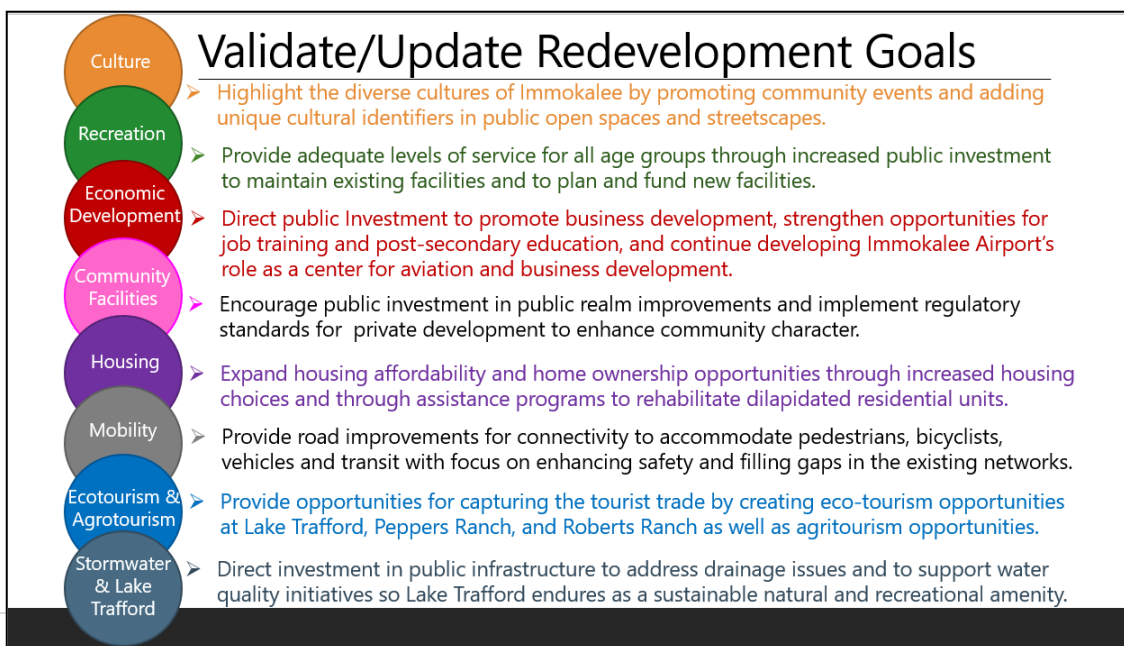 Validate/Update Redevelopment Goals
Culture
➢ Highlight the diverse cultures of Immokalee by promoting community events and adding
unique cultural identifiers in public open spaces and streetscapes.
Recreation
➢ Provide adequate levels of service for all age groups through increased public investment
to maintain existing facilities and to plan and fund new facilities.
Economic
Development
➢ Direct public Investment to promote business development, strengthen opportunities for
job training and post-secondary education, and continue developing Immokalee Airport's
role as a center for aviation and business development.
Community
Facilities
➢ Encourage public investment in public realm improvements and implement regulatory
standards for private development to enhance community character.
Housing
➢ Expand housing affordability and home ownership opportunities through increased housing
choices and through assistance programs to rehabilitate dilapidated residential units.
Mobility
➢ Provide road improvements for connectivity to accommodate pedestrians, bicyclists,
vehicles and transit with focus on enhancing safety and filling gaps in the existing networks.
Ecotourism &
Agrotourism
➢ Provide opportunities for capturing the tourist trade by creating eco-tourism opportunities
at Lake Trafford, Peppers Ranch, and Roberts Ranch as well as agritourism opportunities.
Stormwater
& Lake
Trafford
➢ Direct investment in public infrastructure to address drainage issues and to support water
quality initiatives so Lake Trafford endures as a sustainable natural and recreational amenity.